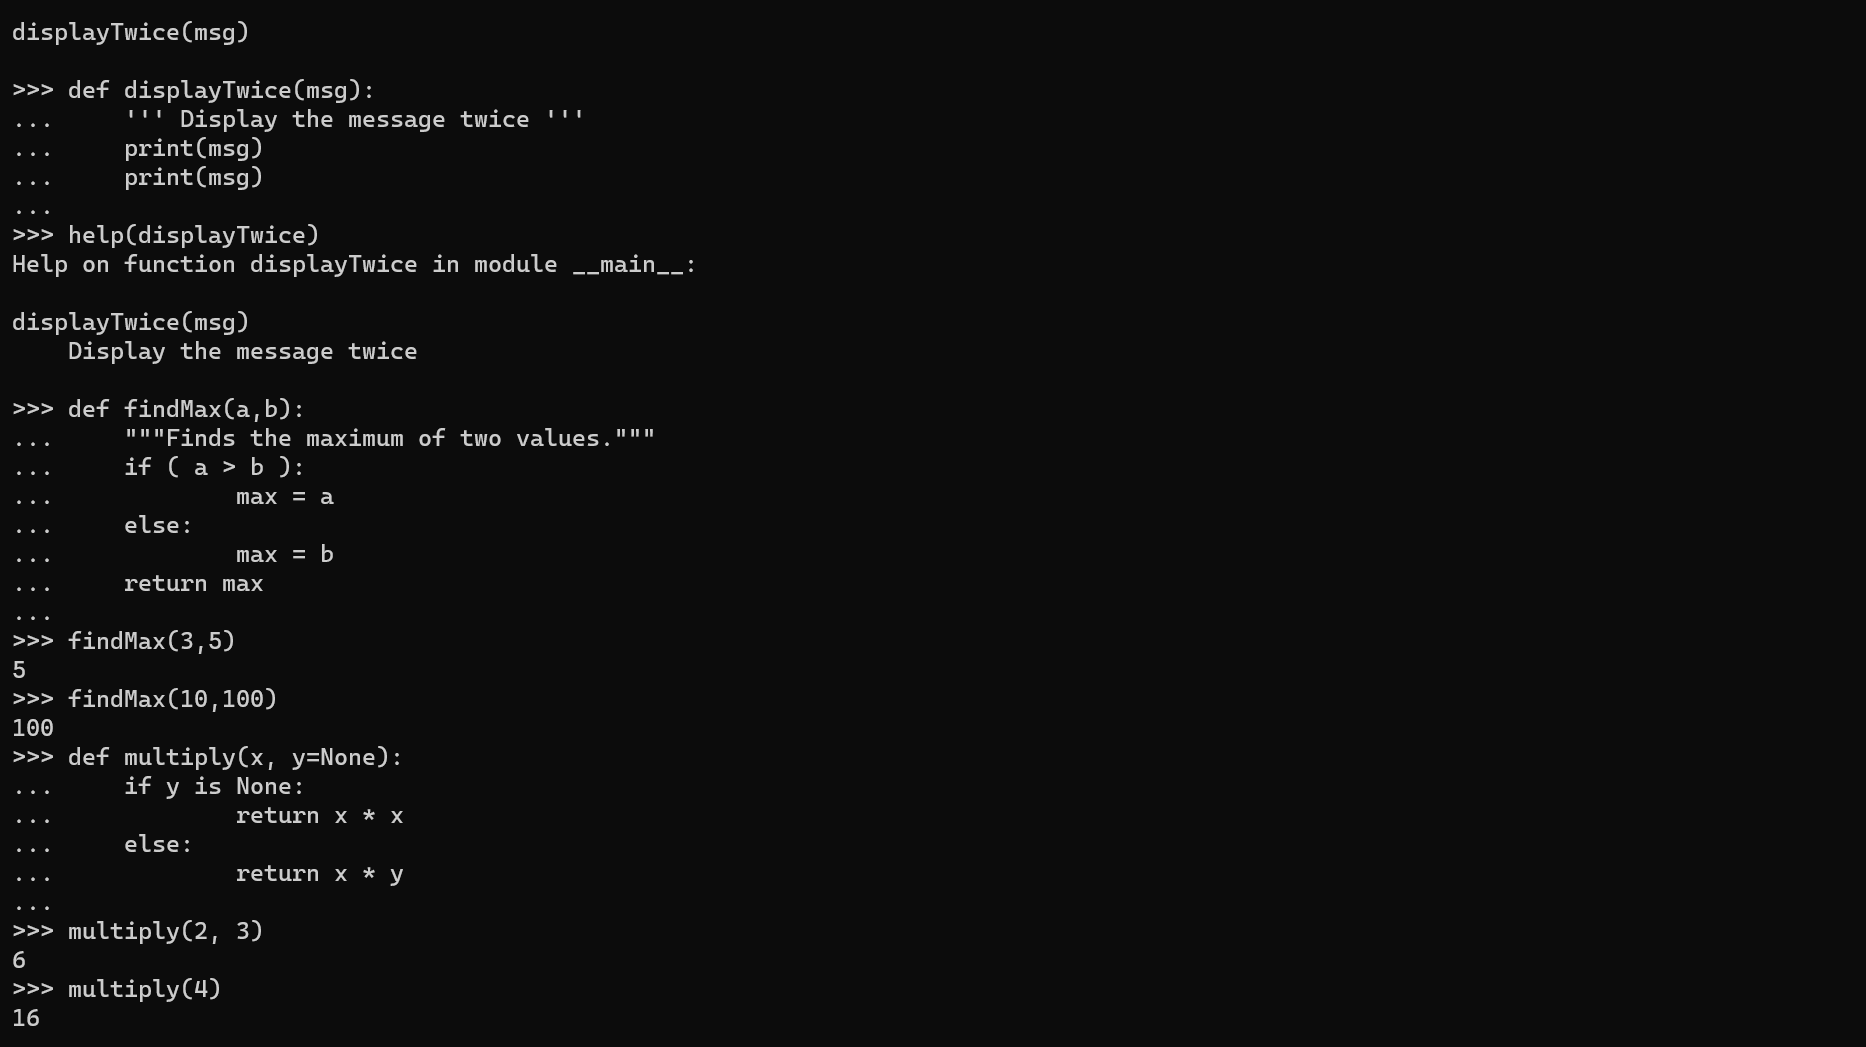 displayTwice(msg)

>>> def displayTwice(msg):
...     ''' Display the message twice '''
...     print(msg)
...     print(msg)
...
>>> help(displayTwice)
Help on function displayTwice in module __main__:

displayTwice(msg)
    Display the message twice

>>> def findMax(a,b):
...     """Finds the maximum of two values."""
...     if ( a > b ):
...             max = a
...     else:
...             max = b
...     return max
...
>>> findMax(3,5)
5
>>> findMax(10,100)
100
>>> def multiply(x, y=None):
...     if y is None:
...             return x * x
...     else:
...             return x * y
...
>>> multiply(2, 3)
6
>>> multiply(4)
16